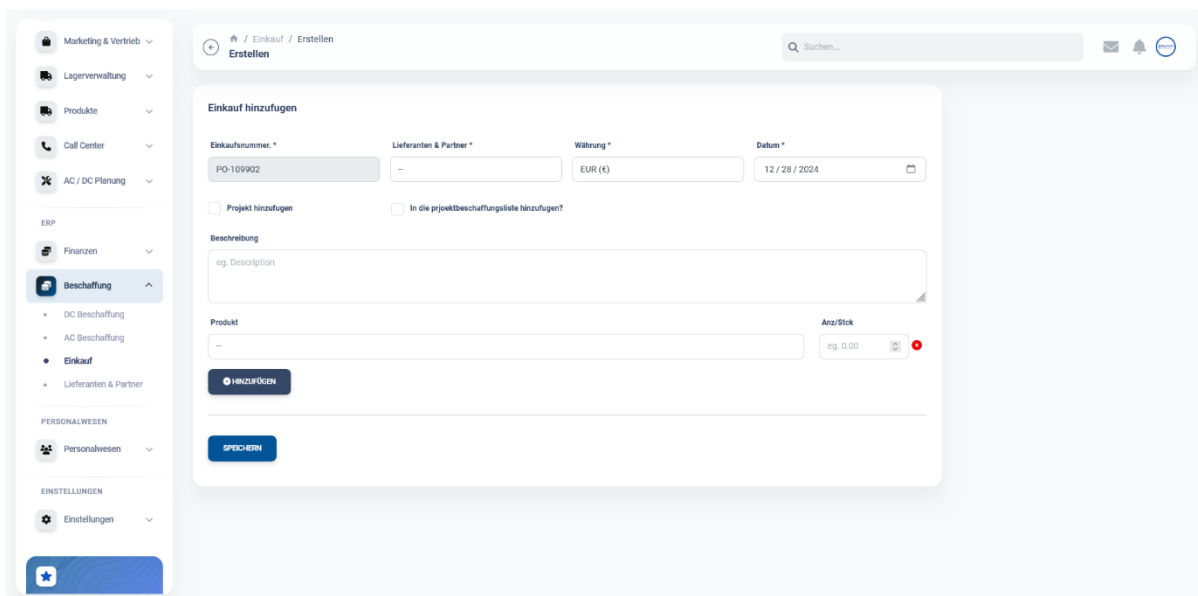 Marketing & Vertrieb
Lagerverwaltung
Produkte
Call Center
AC / DC Planung
ERP
Finanzen
Beschaffung
DC Beschaffung
AC Beschaffung
Einkauf
Lieferanten & Partner
PERSONALWESEN
Personalwesen
EINSTELLUNGEN
Einstellungen
/ Einkauf / Erstellen
Erstellen
Suchen...
Einkauf hinzufugen
Einkaufsnummer. * Lieferanten & Partner * Währung * Datum *
PO-109902 -- EUR (€) 12 / 28 / 2024
Projekt hinzufugen In die prjoektbeschaffungsliste hinzufugen?
Beschreibung
eg. Description
Produkt Anz/Stck
-- eg. 0.00
HINZUFÜGEN
SPEICHERN